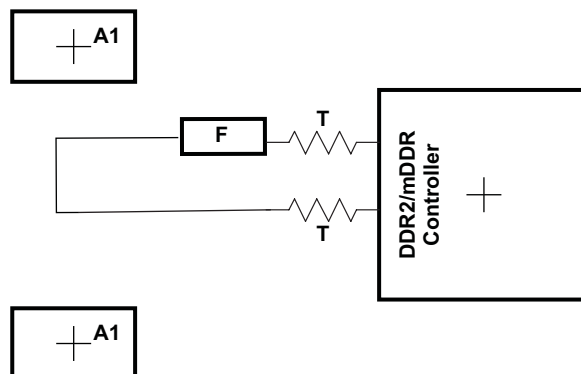 A1
T
F
DDR2/mDDR
Controller
T
A1